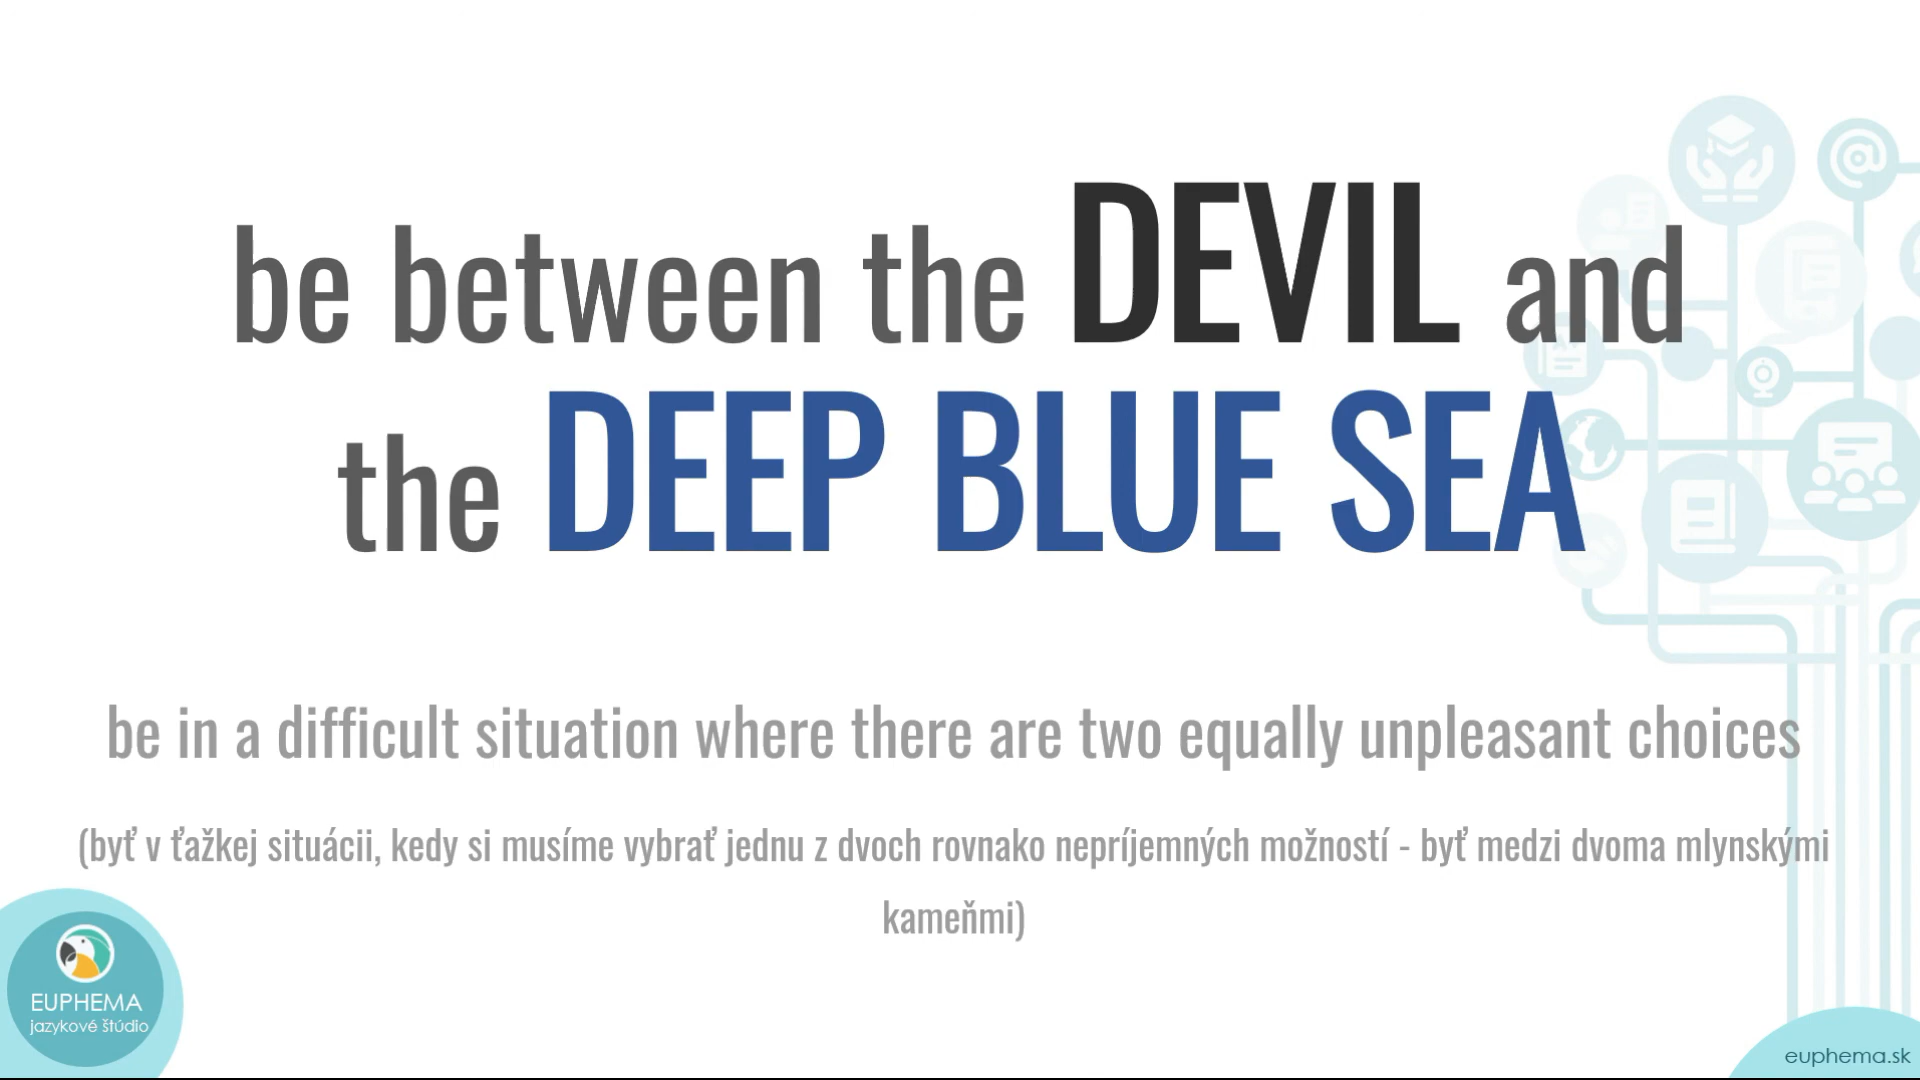 be between the DEVIL and
the DEEP BLUE SEA
be in a difficult situation where there are two equally unpleasant choices
(byť v ťažkej situácii, kedy si musíme vybrať jednu z dvoch rovnako nepríjemných možností - byť medzi dvoma mlynskými
kameňmi)
EUPHEMA
jazykové štúdio
euphema.sk